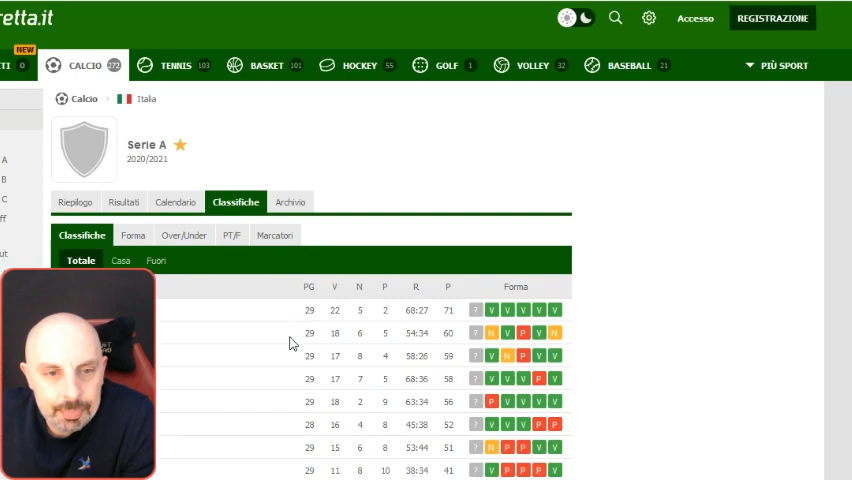 retta.it
Accesso REGISTRAZIONE
NEW
TI 0 CALCIO 272 TENNIS 103 BASKET 101 HOCKEY 55 GOLF 1 VOLLEY 32 BASEBALL 21 PIÙ SPORT
Calcio Italia
Serie A
2020/2021
A
B
C
ff
ut
Riepilogo Risultati Calendario Classifiche Archivio
Classifiche Forma Over/Under PT/F Marcatori
Totale Casa Fuori
PG V N P R. P Forma
29 22 5 2 68:27 71 ? V V V V V
29 18 6 5 54:34 60 ? N V P V N
29 17 8 4 58:26 59 ? V N P V V
29 17 7 5 68:36 58 ? V V V P V
29 18 2 9 63:34 56 ? P V V V V
28 16 4 8 45:38 52 ? V V V P P
29 15 6 8 53:44 51 ? N P P V V
29 11 8 10 38:34 41 ? V P P P V